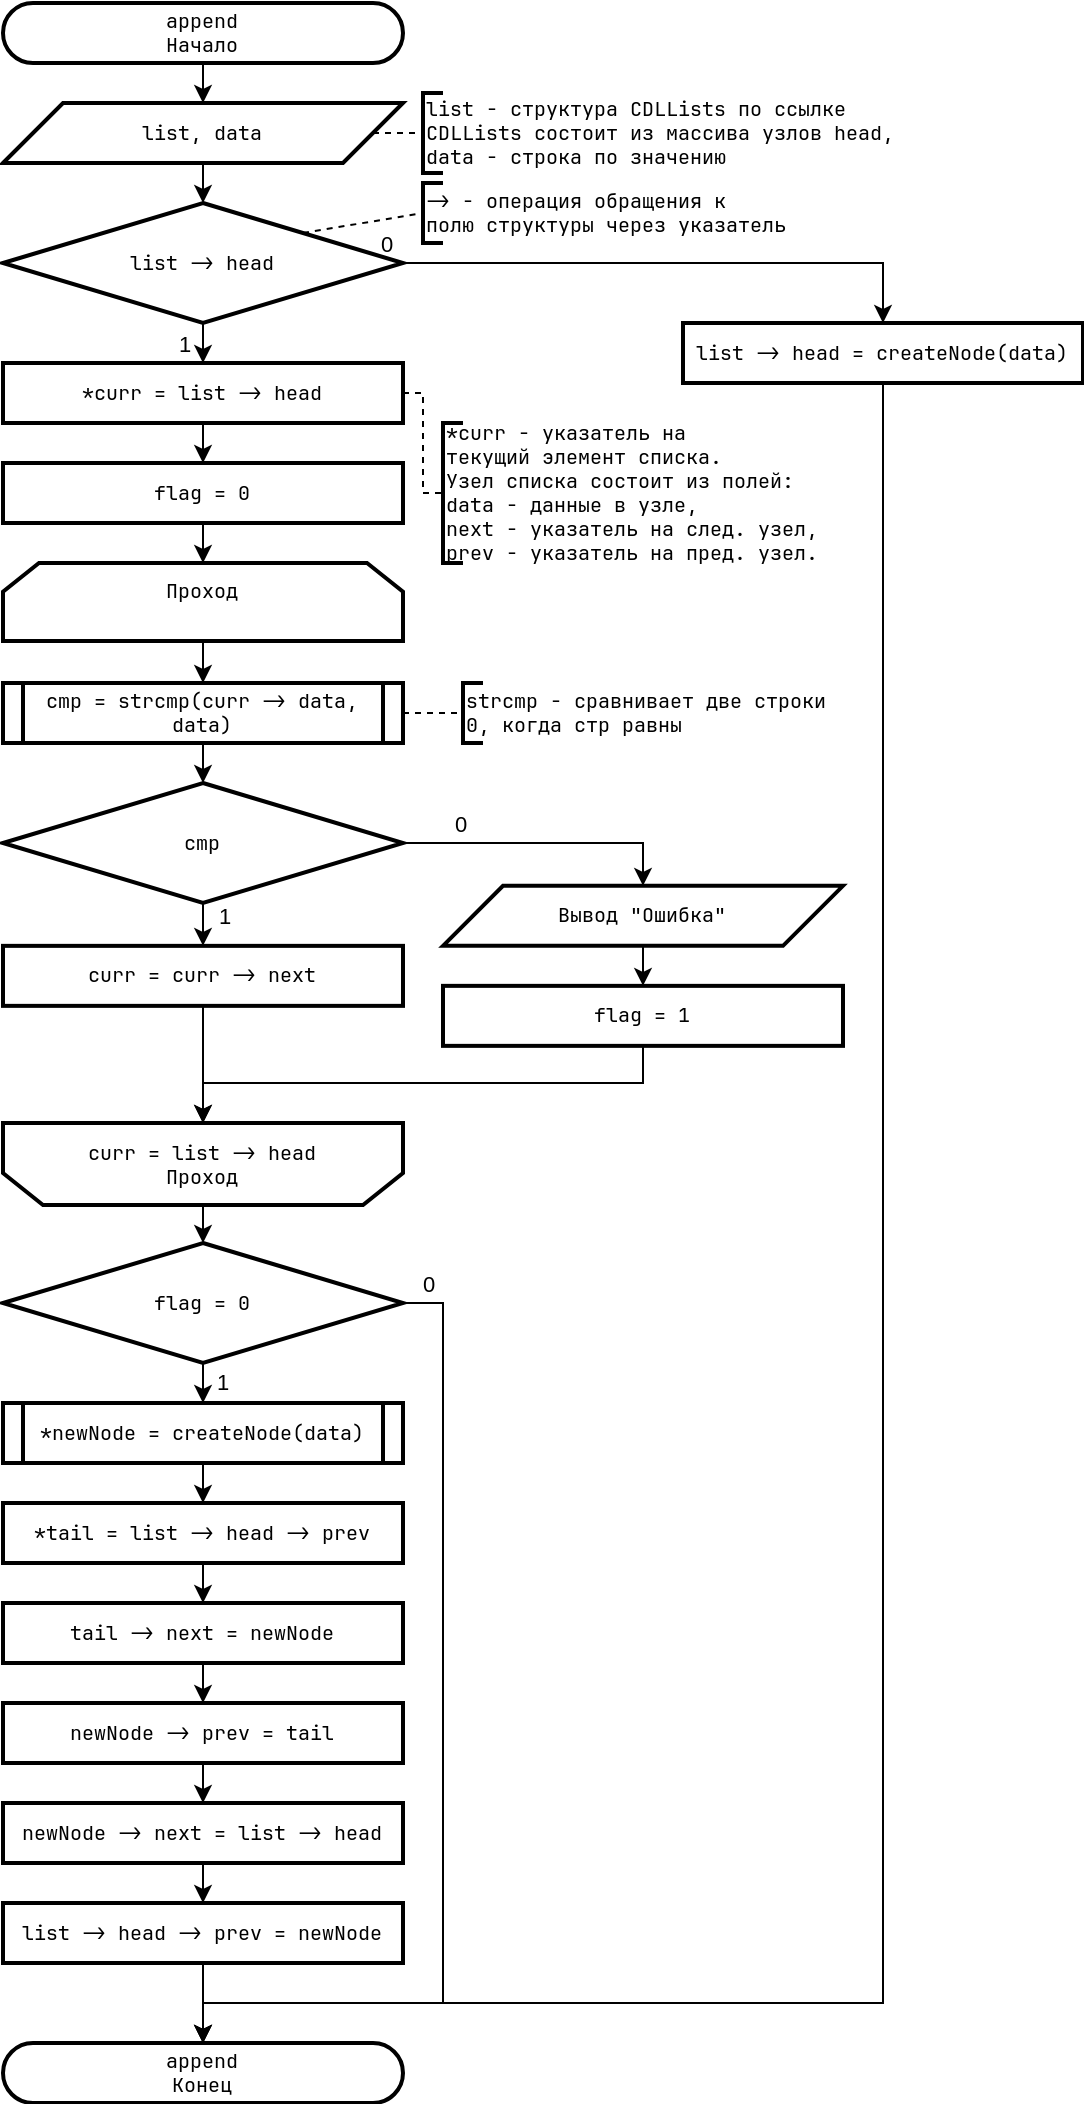 append
Начало
list, data
list - структура CDLLists по ссылке
CDLLists состоит из массива узлов head,
data - строка по значению
-> - операция обращения к
полю структуры через указатель
0
list -> head
1
list -> head = createNode(data)
*curr = list -> head
*curr - указатель на
текущий элемент списка.
Узел списка состоит из полей:
data - данные в узле,
next - указатель на след. узел,
prev - указатель на пред. узел.
flag = 0
Проход
cmp = strcmp(curr -> data,
data)
strcmp - сравнивает две строки
0, когда стр равны
cmp
0
1
Вывод "Ошибка"
curr = curr -> next
flag = 1
curr = list -> head
Проход
0
flag = 0
1
*newNode = createNode(data)
*tail = list -> head -> prev
tail -> next = newNode
newNode -> prev = tail
newNode -> next = list -> head
list -> head -> prev = newNode
append
Конец